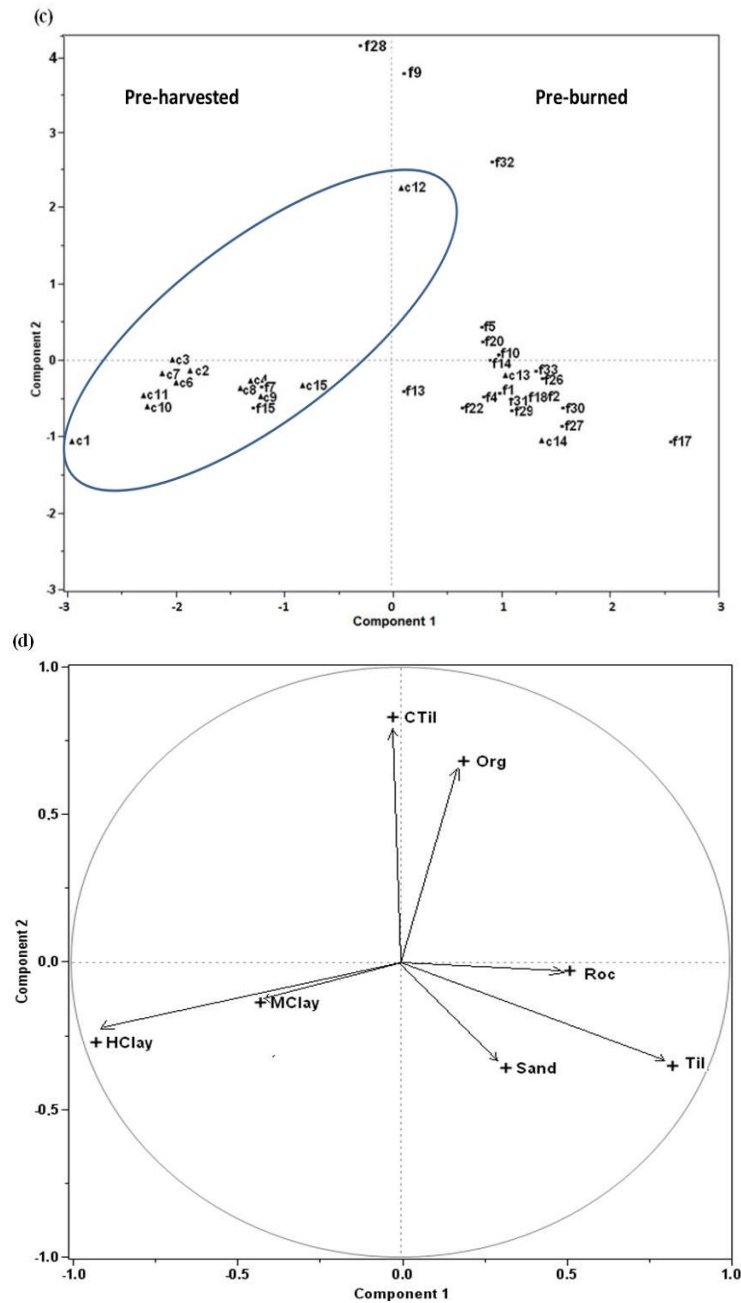 (c)
4
f28
f9
Pre-harvested
Pre-burned
3
f32
c12
2
1
f5
f20
f10
f14
0
c3
c7
c2
c6
c4
c8
f7
c9
c15
c11
c10
f15
f13
c13
f33
f26
f4
f1
f31
f18
f2
f22
f29
f30
f27
-1
c1
c14
f17
-2
-3
Component 2
-3
-2
-1
0
1
2
3
Component 1
(d)
1.0
CTil
Org
0.5
0.0
Roc
MClay
HClay
Sand
Til
-0.5
-1.0
Component 2
-1.0
-0.5
0.0
0.5
1.0
Component 1